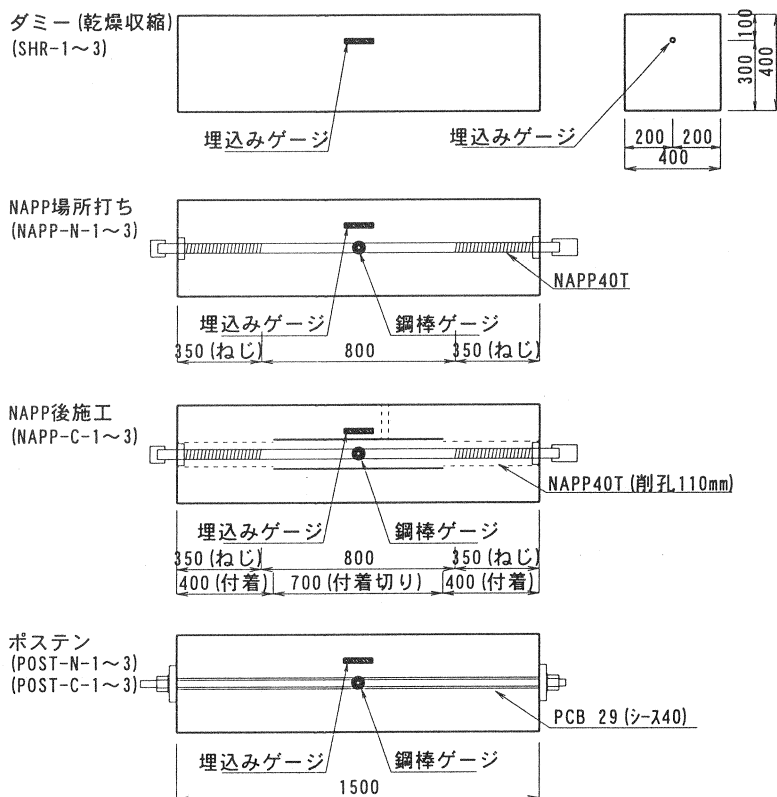 ダミー(乾燥収縮)
(SHR-1～3)
埋込みゲージ
埋込みゲージ
100
300
400
200
200
400
NAPP場所打ち
(NAPP-N-1～3)
NAPP40T
埋込みゲージ
鋼棒ゲージ
350(ねじ)
800
350(ねじ)
NAPP後施工
(NAPP-C-1～3)
NAPP40T(削孔110mm)
埋込みゲージ
鋼棒ゲージ
350(ねじ)
800
350(ねじ)
400(付着)
700(付着切り)
400(付着)
ポステン
(POST-N-1～3)
(POST-C-1～3)
PCB 29(シース40)
埋込みゲージ
鋼棒ゲージ
1500